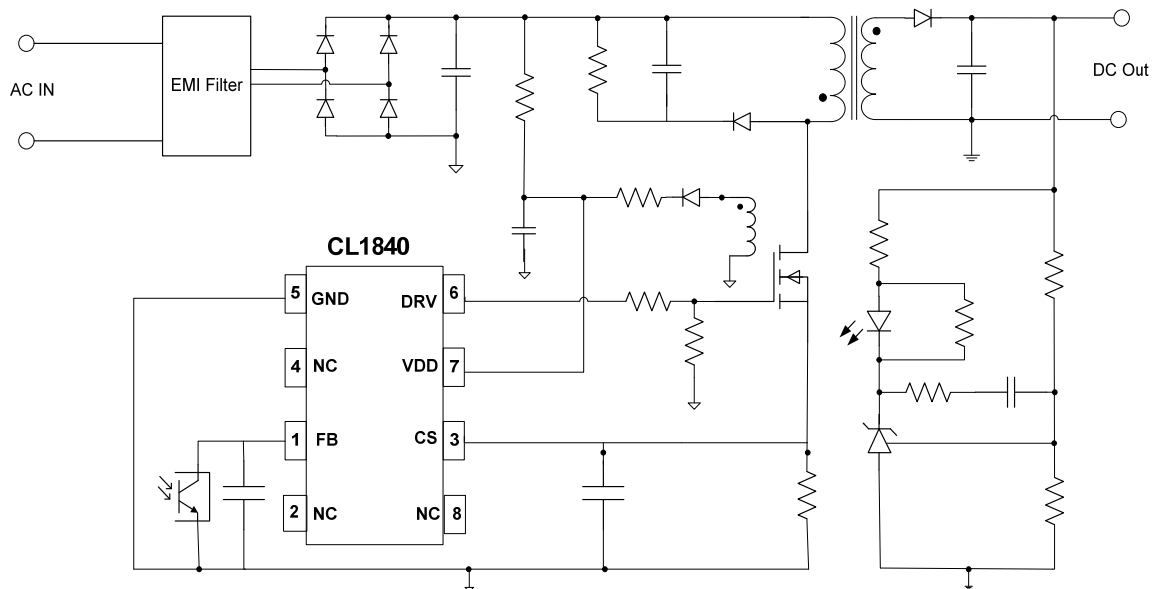 AC IN
EMI Filter
DC Out
CL1840
5 GND
DRV 6
4 NC
VDD 7
1 FB
CS 3
2 NC
NC 8